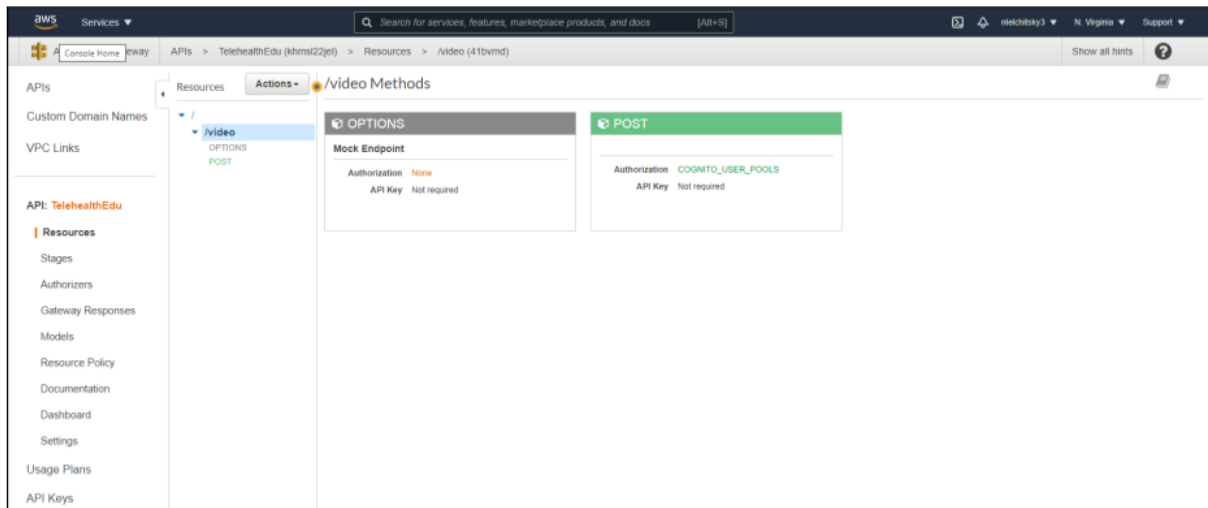 aws Services Search for services, features, marketplace products, and docs [Alt+S] nleichitsky3 N. Virginia Support
A Console Home eway APIs > TelehealthEdu (khmsl22jel) > Resources > /video (41bvmd) Show all hints ?
APIs
Custom Domain Names
VPC Links
API: TelehealthEdu
Resources
Stages
Authorizers
Gateway Responses
Models
Resource Policy
Documentation
Dashboard
Settings
Usage Plans
API Keys
Resources Actions
/
/video
OPTIONS
POST
/video Methods
OPTIONS
Mock Endpoint
Authorization None
API Key Not required
POST
Authorization COGNITO_USER_POOLS
API Key Not required